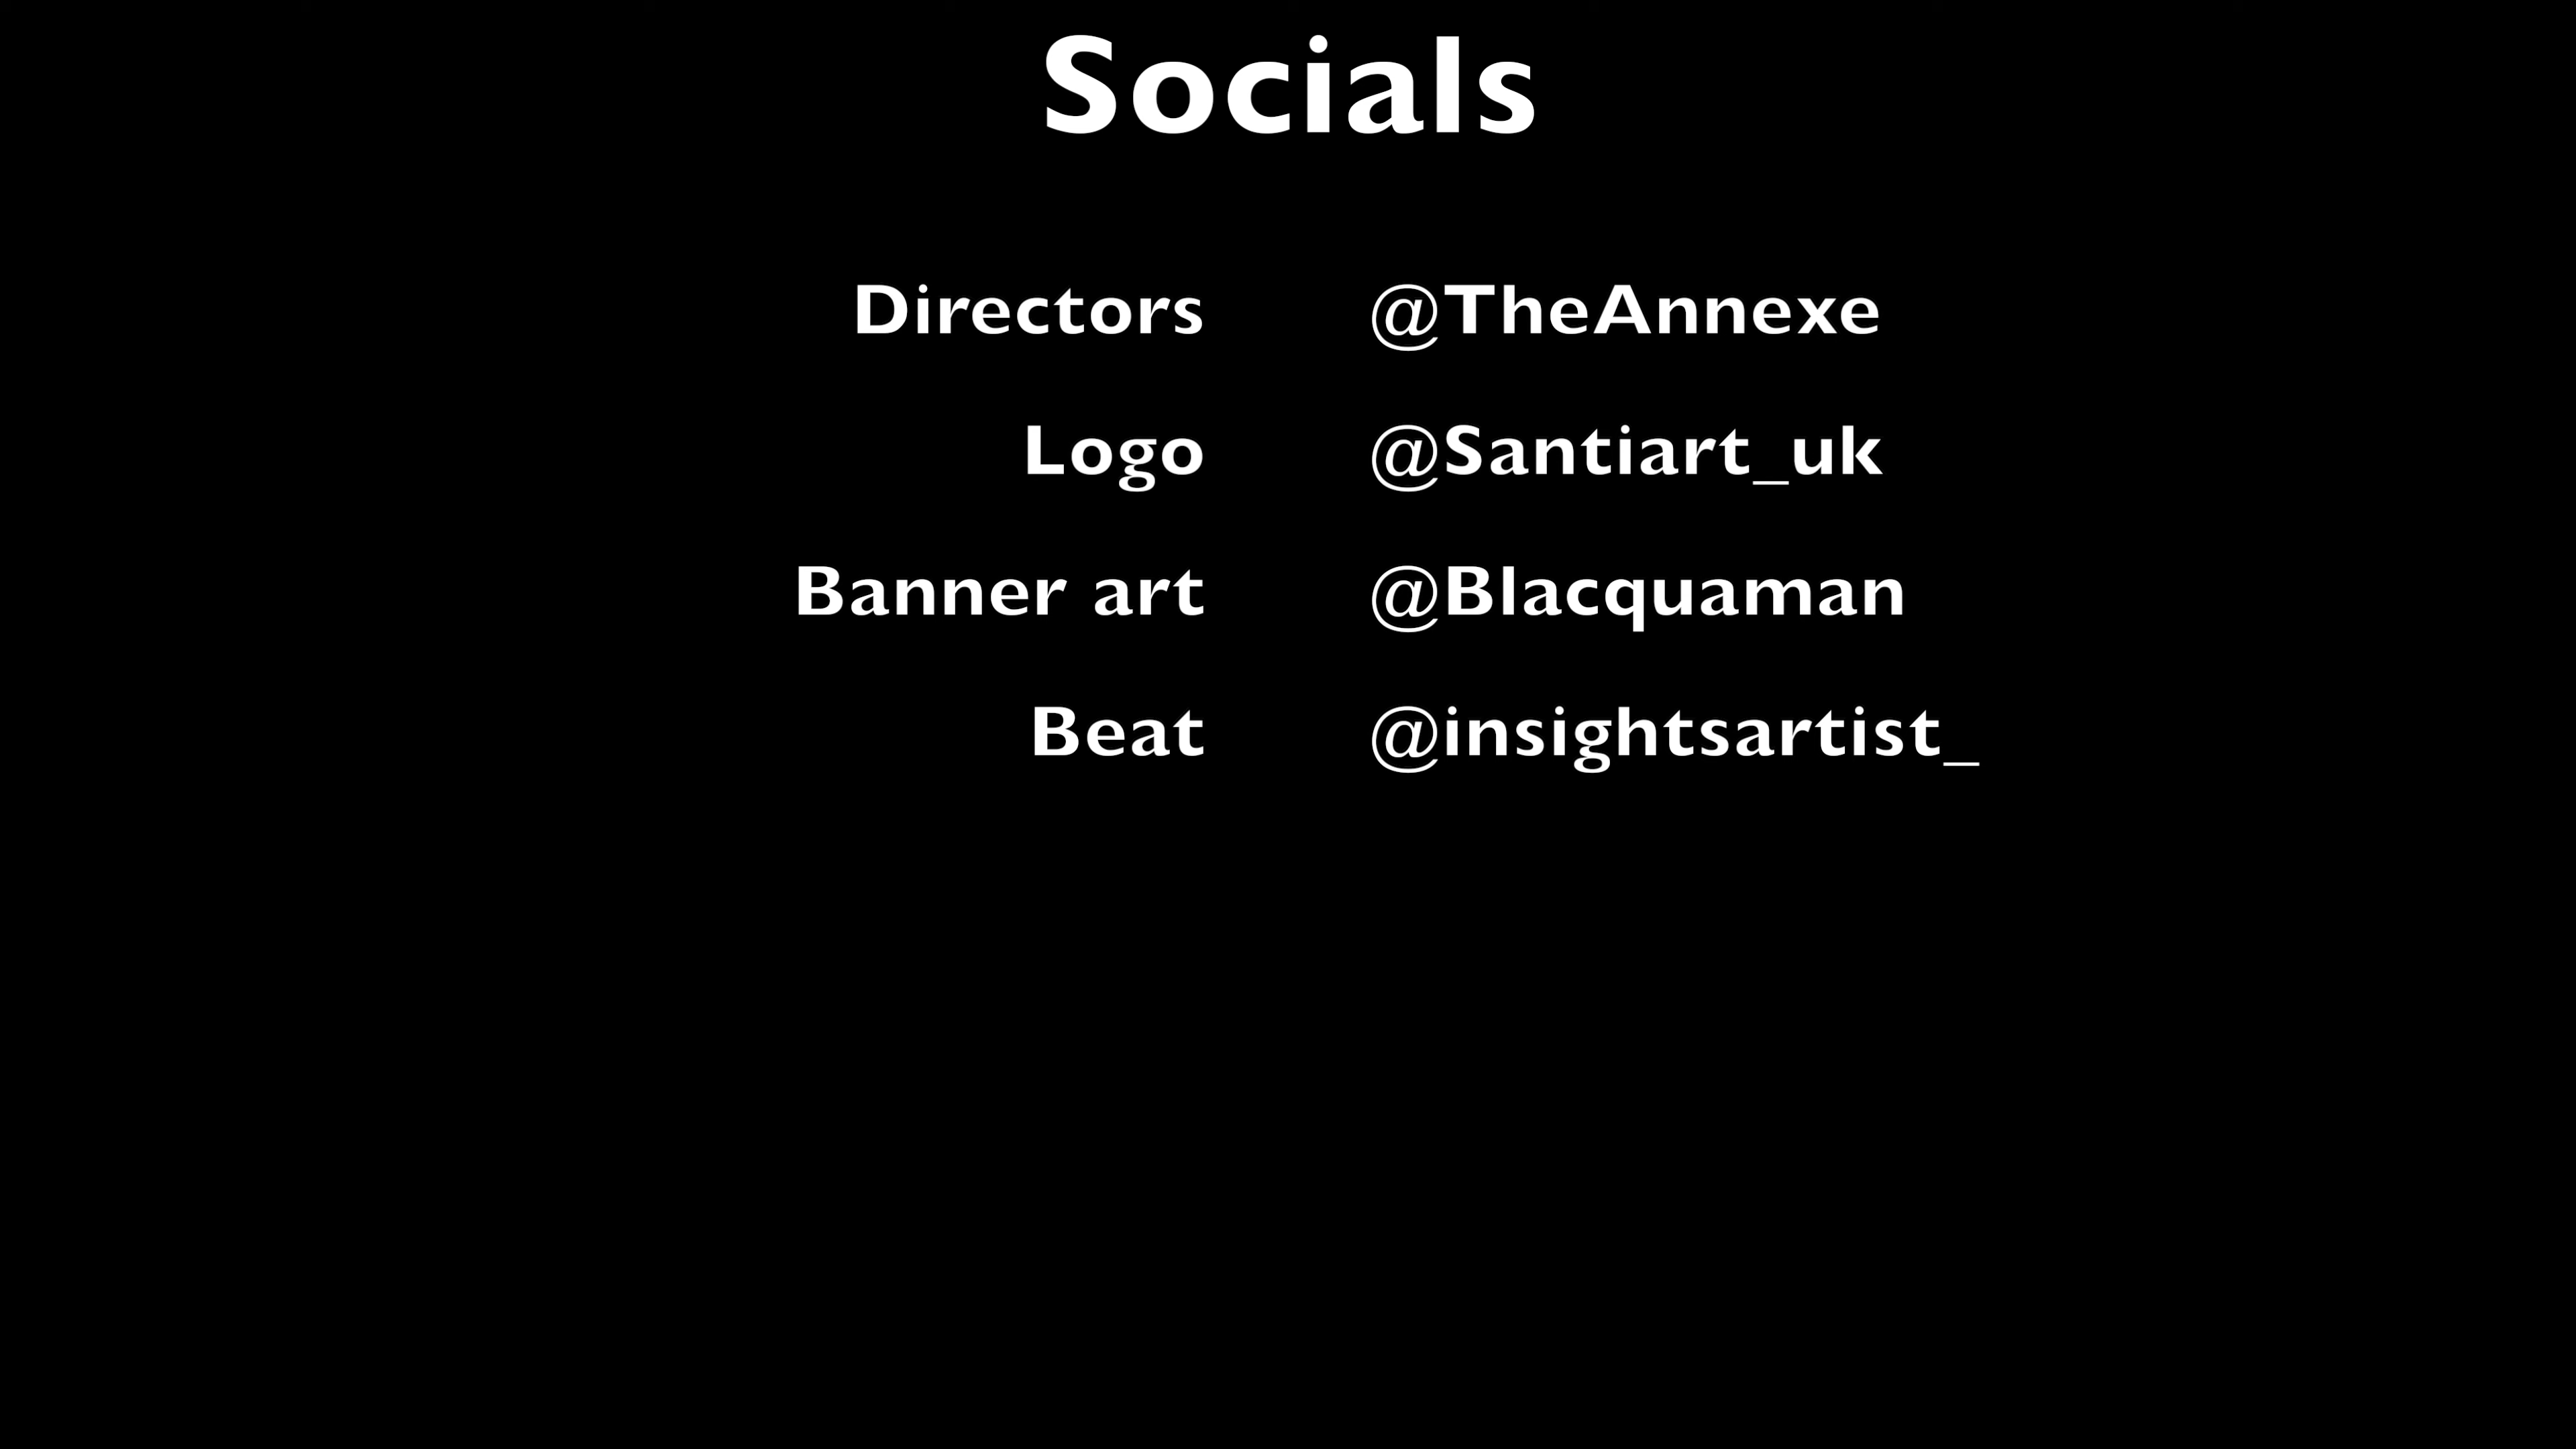 Socials
Directors @TheAnnexe
Logo @Santiart_uk
Banner art @Blacquaman
Beat @insightsartist_